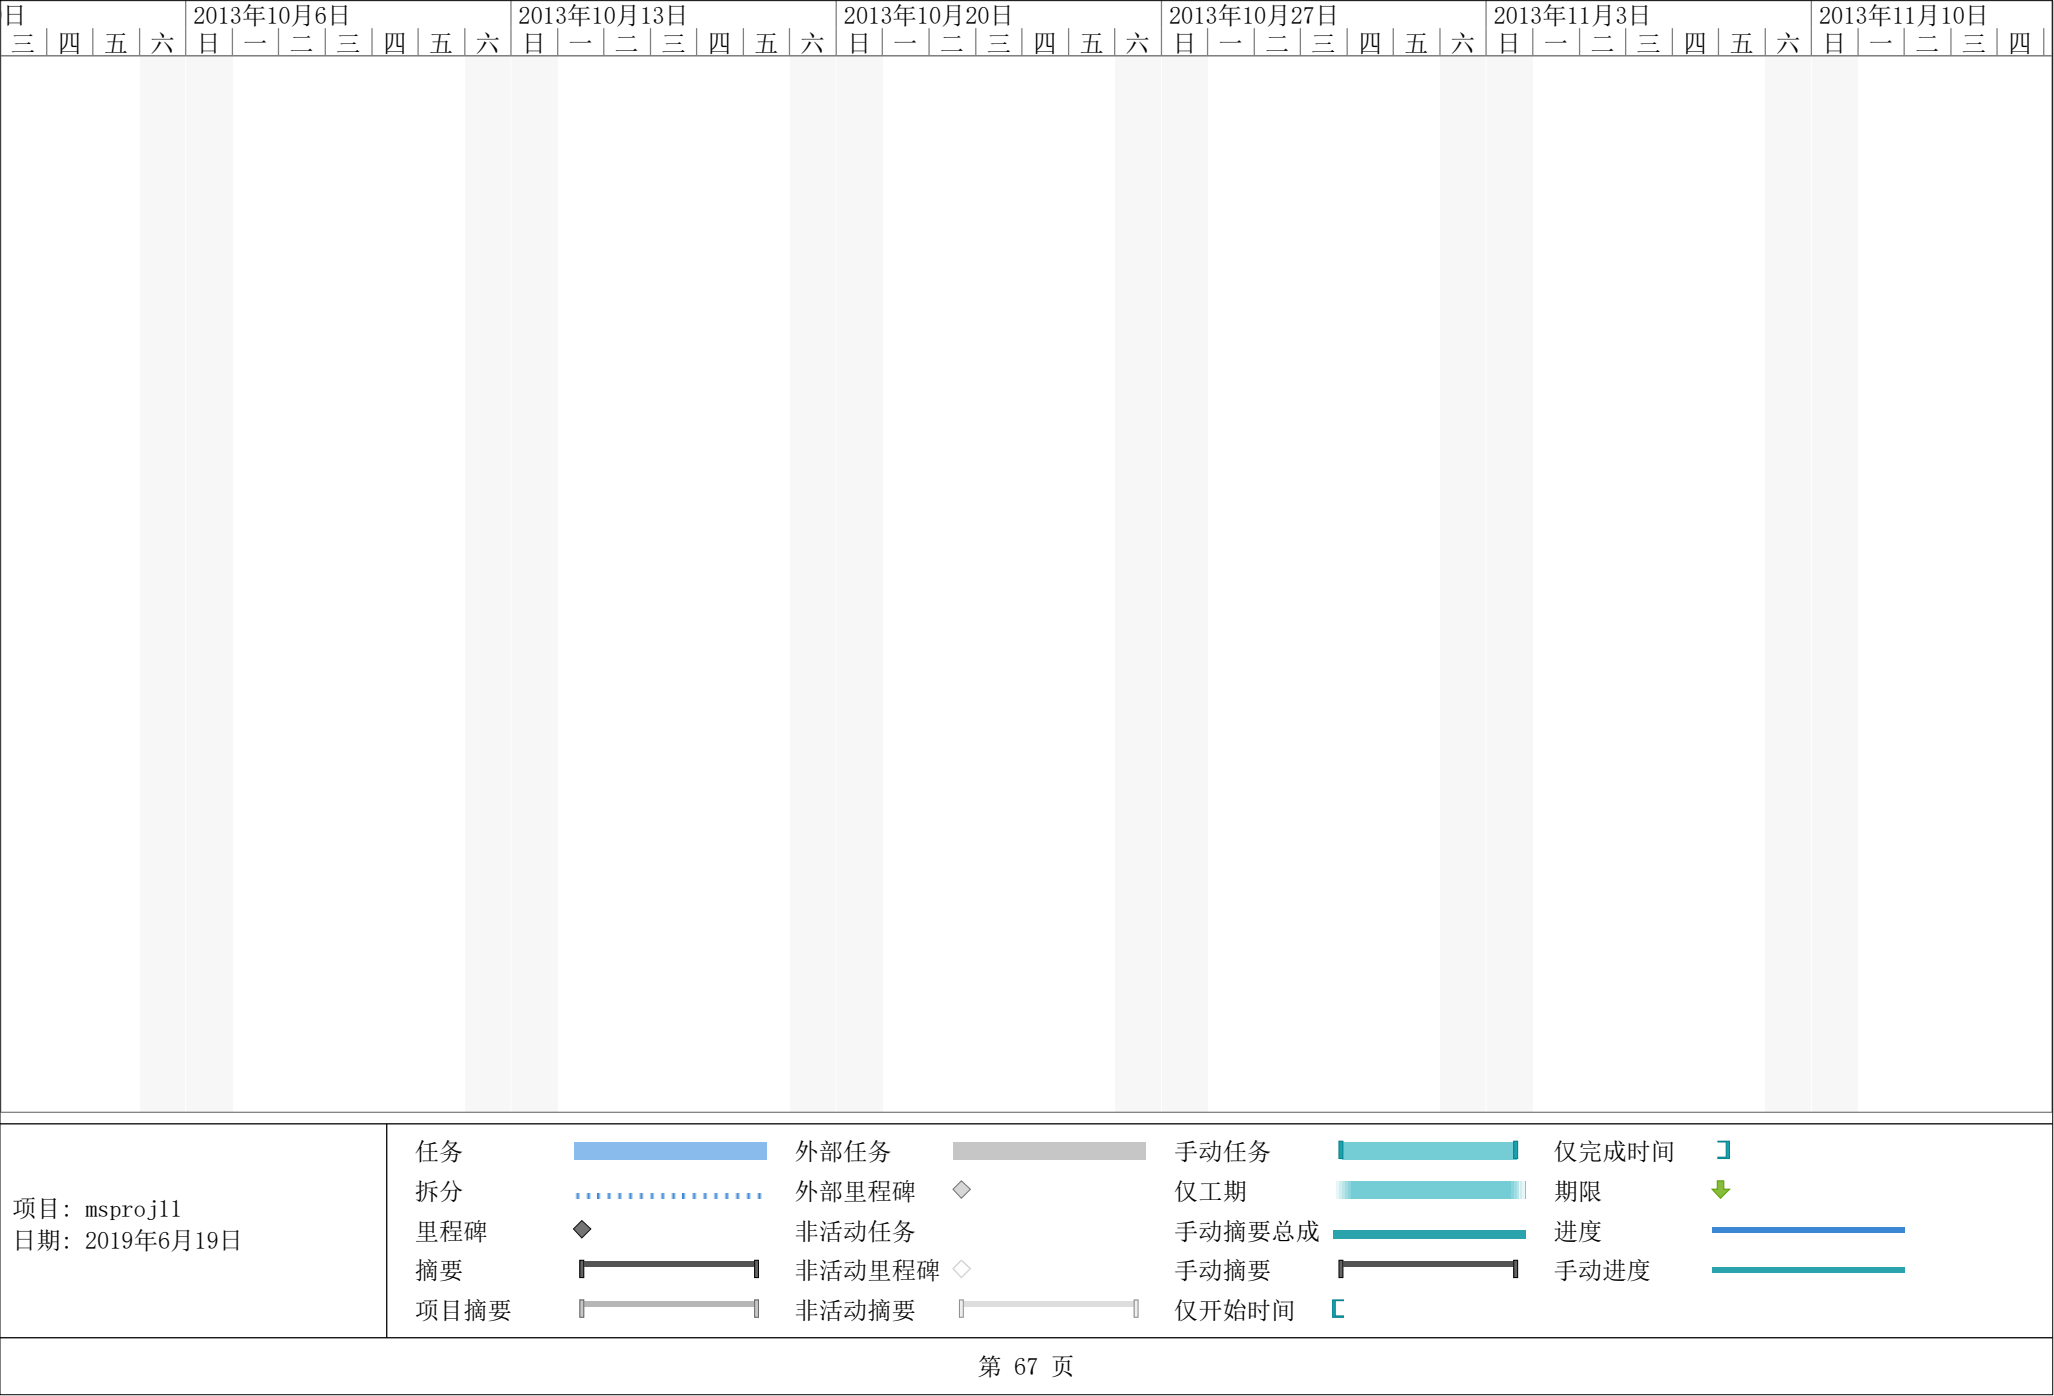 日 2013年10月6日 2013年10月13日 2013年10月20日 2013年10月27日 2013年11月3日 2013年11月10日
三 四 五 六 日 一 二 三 四 五 六 日 一 二 三 四 五 六 日 一 二 三 四 五 六 日 一 二 三 四 五 六 日 一 二 三 四 五 六 日 一 二 三 四
项目: msproj11
日期: 2019年6月19日
任务 外部任务 手动任务 仅完成时间
拆分 外部里程碑 仅工期 期限
里程碑 非活动任务 手动摘要总成 进度
摘要 非活动里程碑 手动摘要 手动进度
项目摘要 非活动摘要 仅开始时间
第 67 页